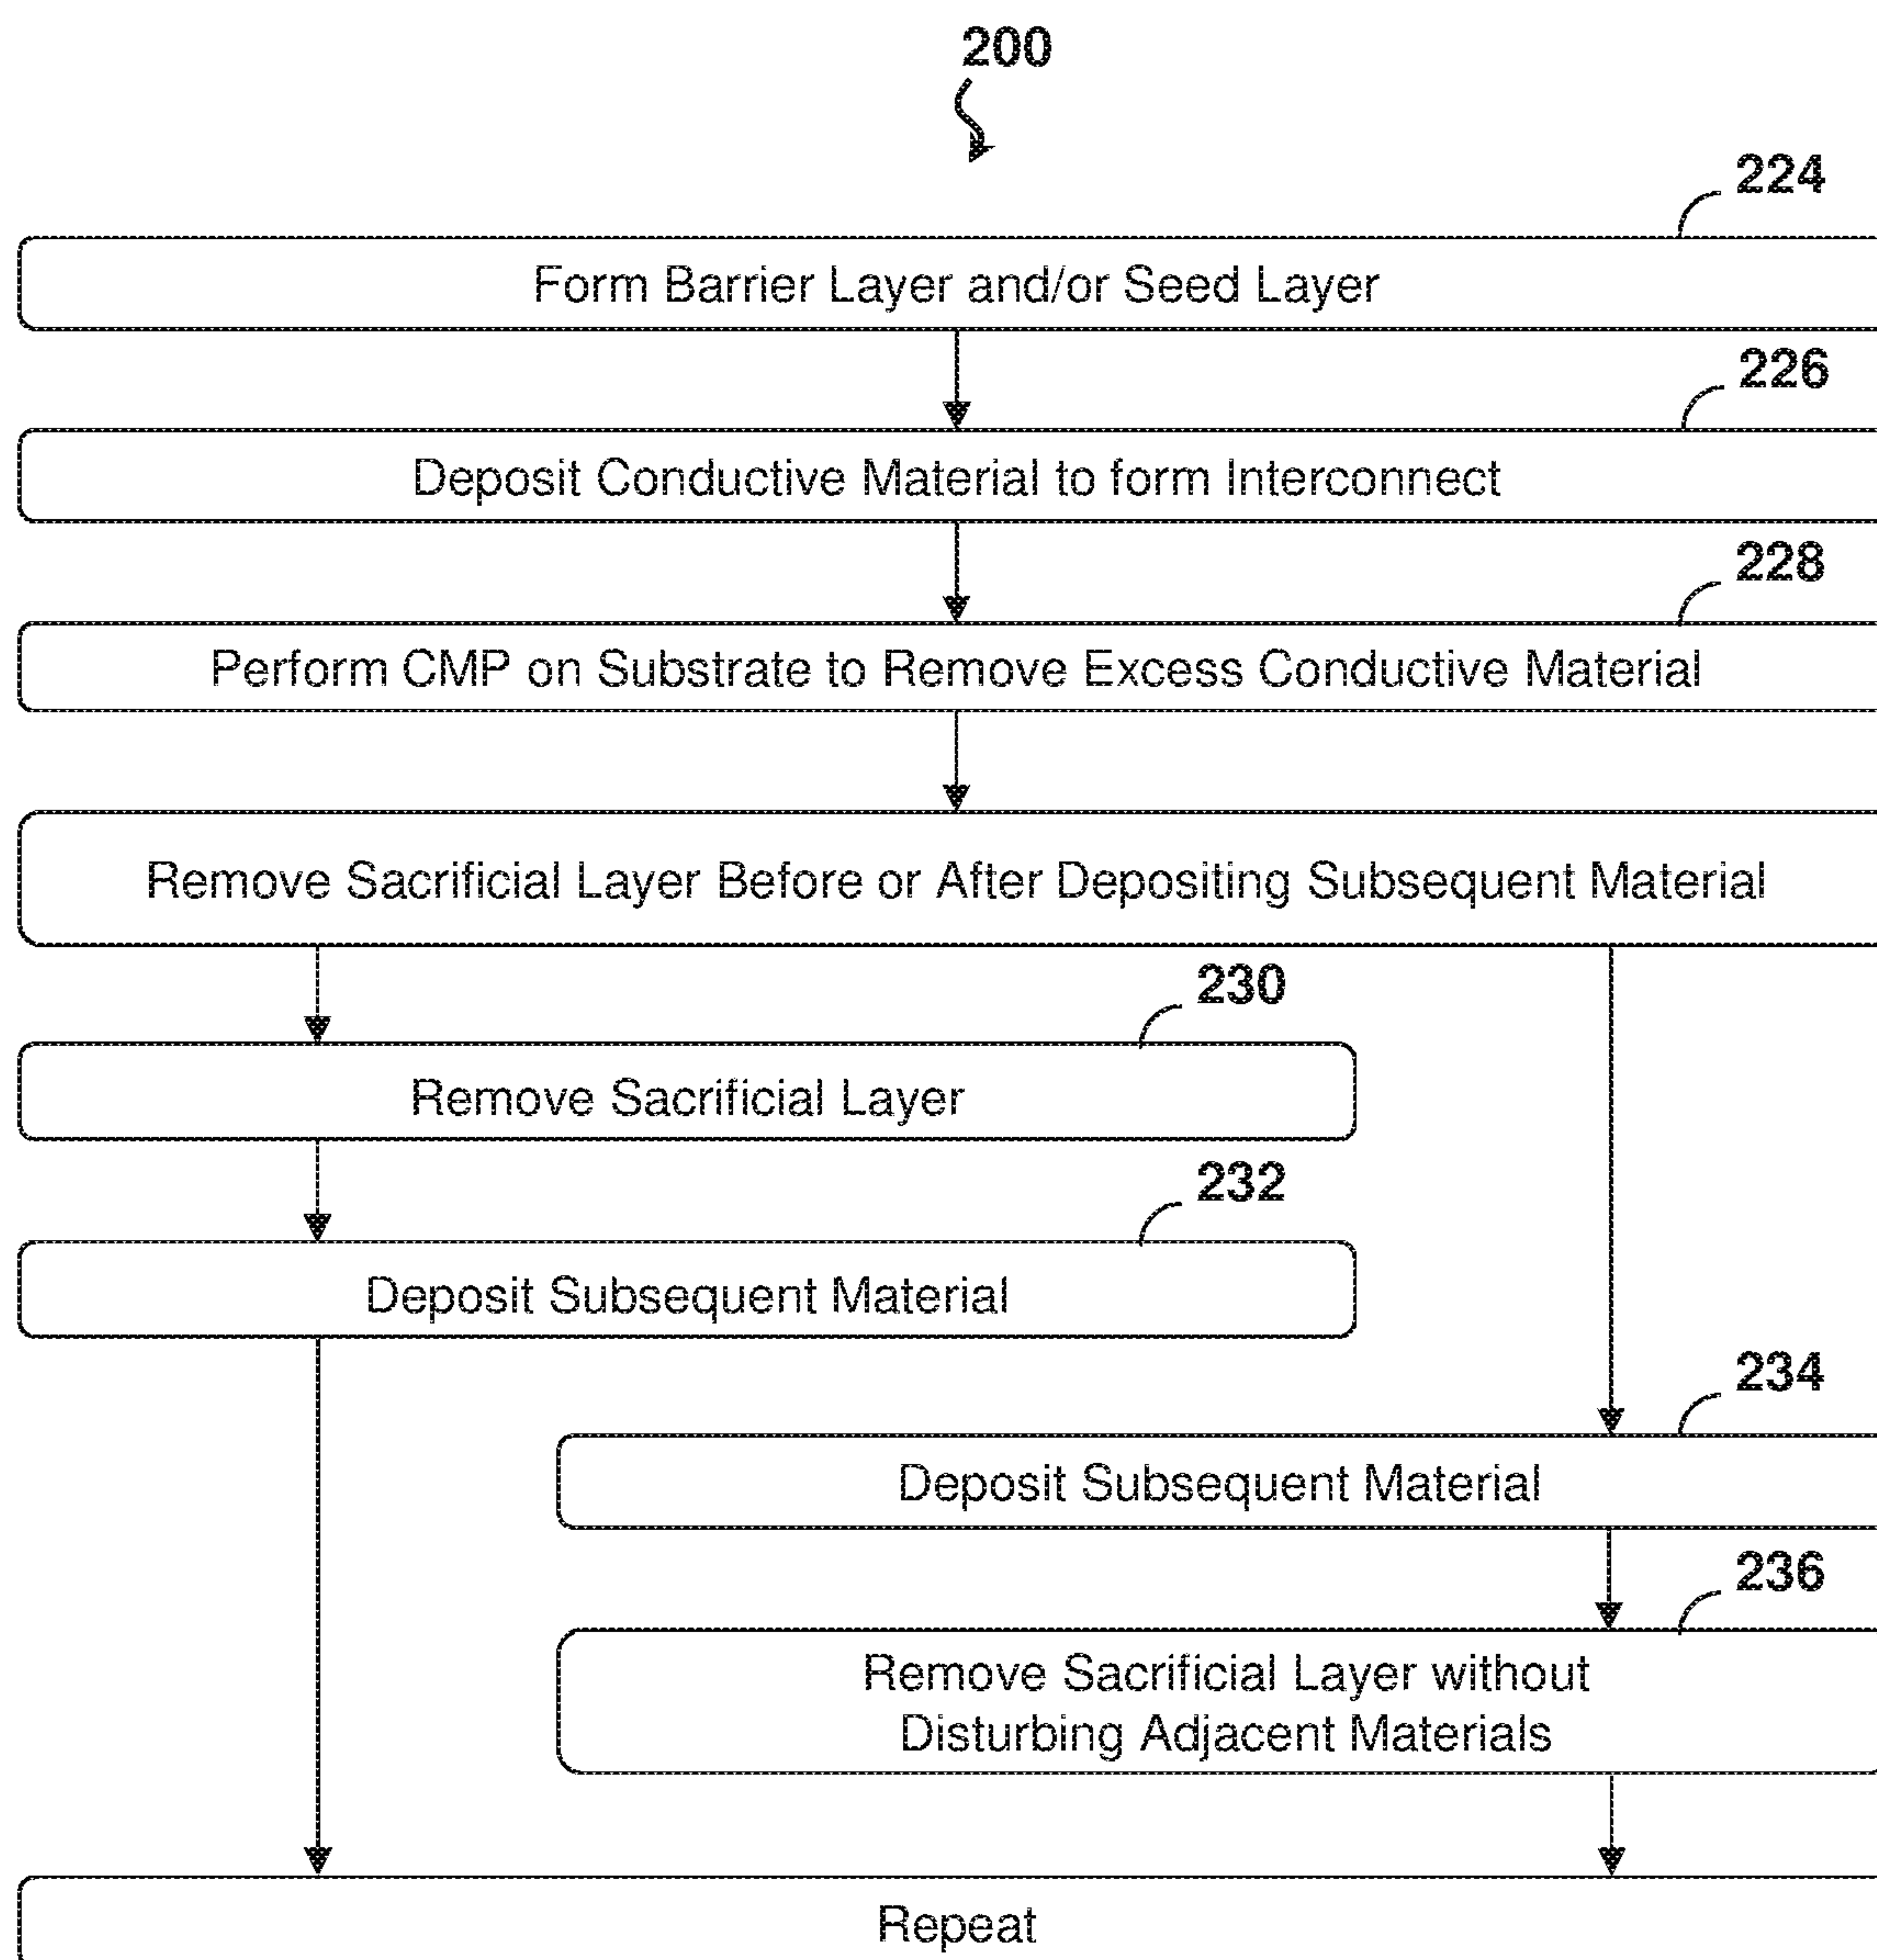 200
224
Form Barrier Layer and/or Seed Layer
226
Deposit Conductive Material to form Interconnect
228
Perform CMP on Substrate to Remove Excess Conductive Material
Remove Sacrificial Layer Before or After Depositing Subsequent Material
230
Remove Sacrificial Layer
232
Deposit Subsequent Material
234
Deposit Subsequent Material
236
Remove Sacrificial Layer without
Disturbing Adjacent Materials
Repeat